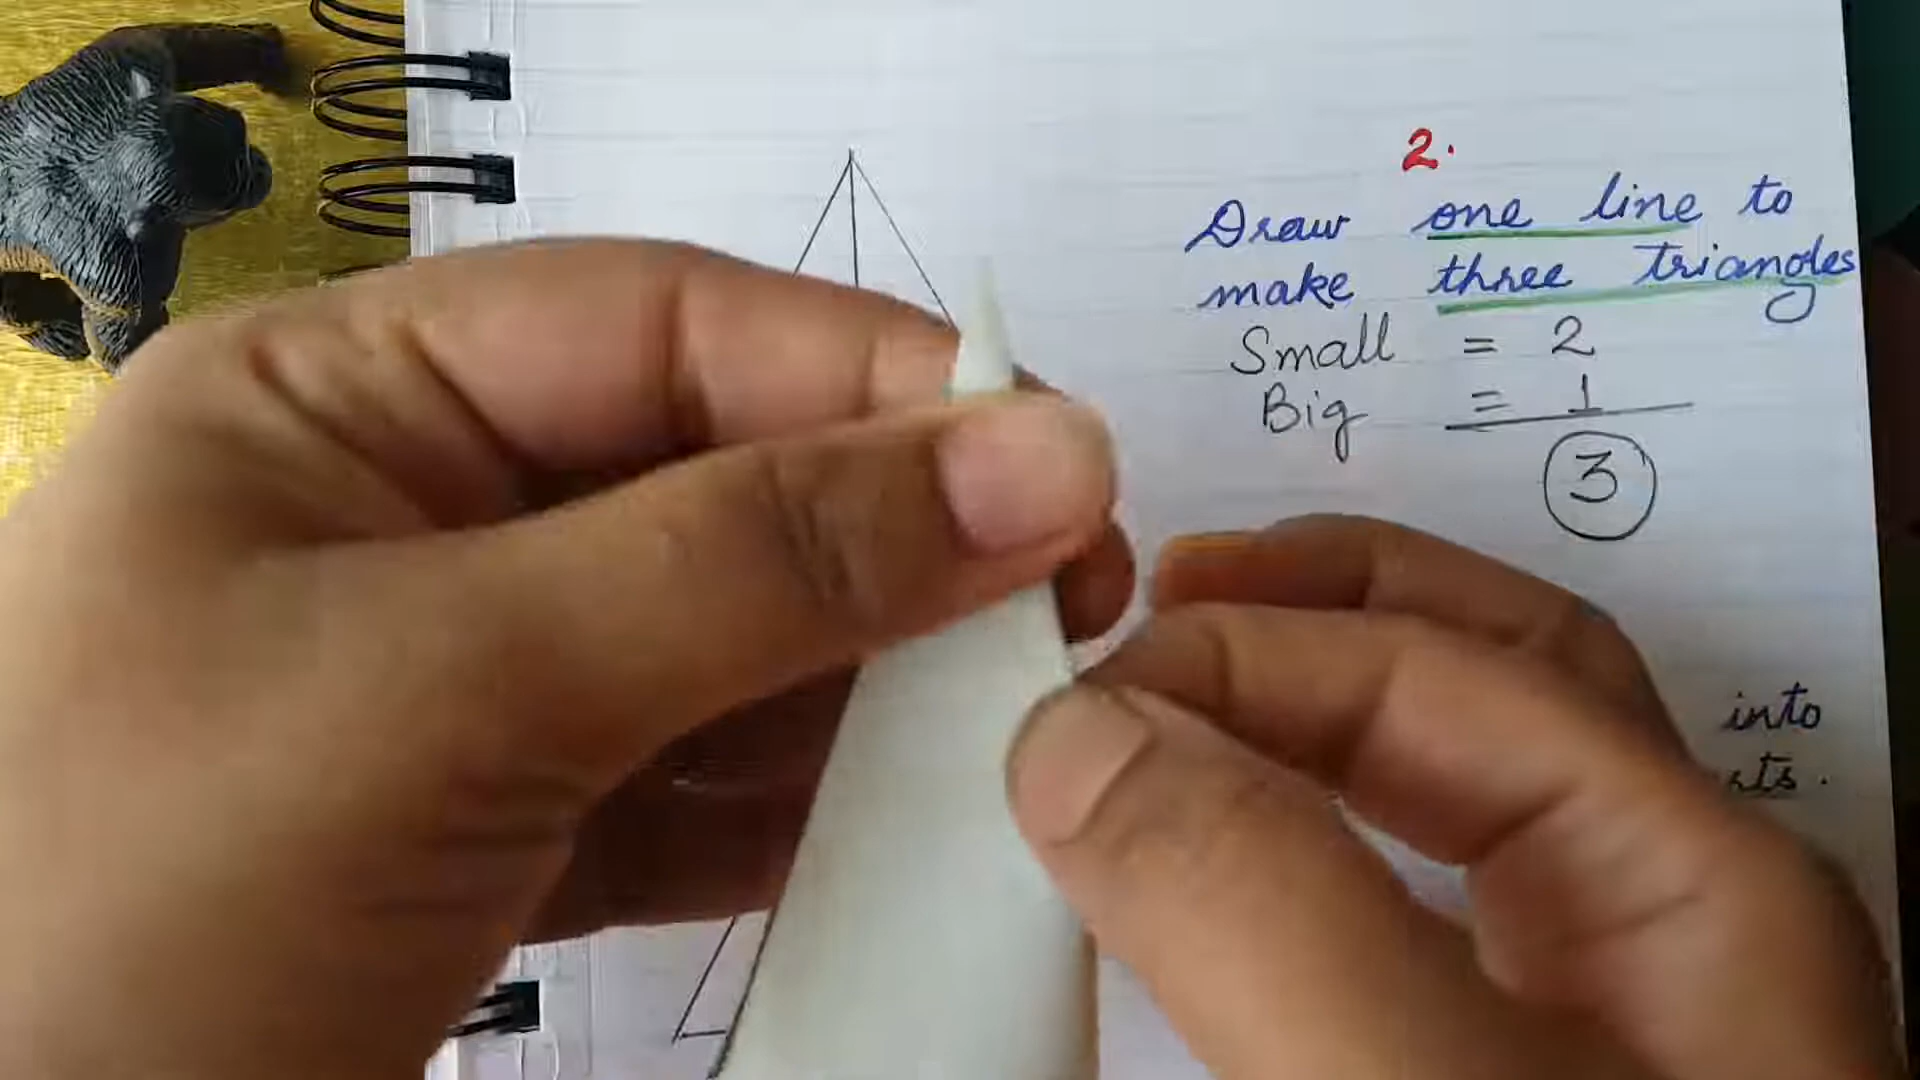 2.
Draw one line to
make three triangles
Small = 2
Big = 1
3
into